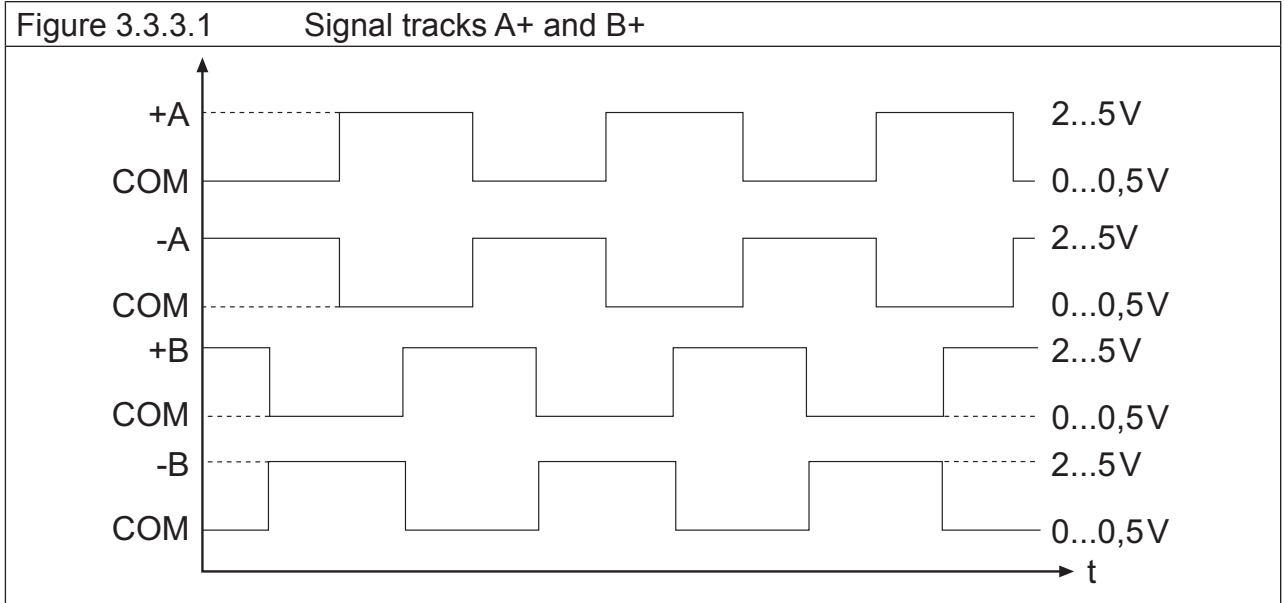 Figure 3.3.3.1 Signal tracks A+ and B+
+A 2...5V
COM 0...0,5V
-A 2...5V
COM 0...0,5V
+B 2...5V
COM 0...0,5V
-B 2...5V
COM 0...0,5V
t